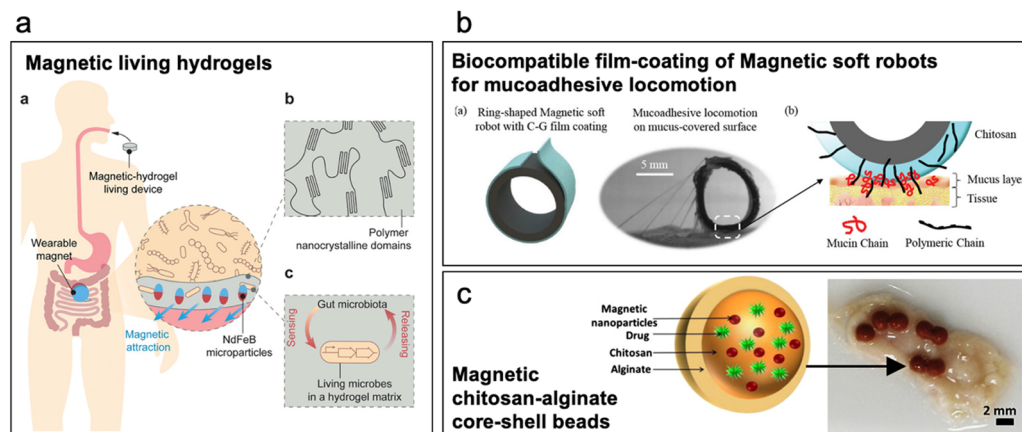 a
Magnetic living hydrogels
a
Magnetic-hydrogel
living device
Wearable
magnet
Magnetic
attraction
NdFeB
microparticles
b
Polymer
nanocrystalline domains
c
Gut microbiota
Sensing
Releasing
Living microbes
in a hydrogel matrix
b
Biocompatible film-coating of Magnetic soft robots
for mucoadhesive locomotion
(a)
Ring-shaped Magnetic soft
robot with C-G film coating
Mucoadhesive locomotion
on mucus-covered surface
5 mm
(b)
Chitosan
Mucus layer
Tissue
Mucin Chain
Polymeric Chain
c
Magnetic
nanoparticles
Drug
Chitosan
Alginate
Magnetic
chitosan-alginate
core-shell beads
2 mm